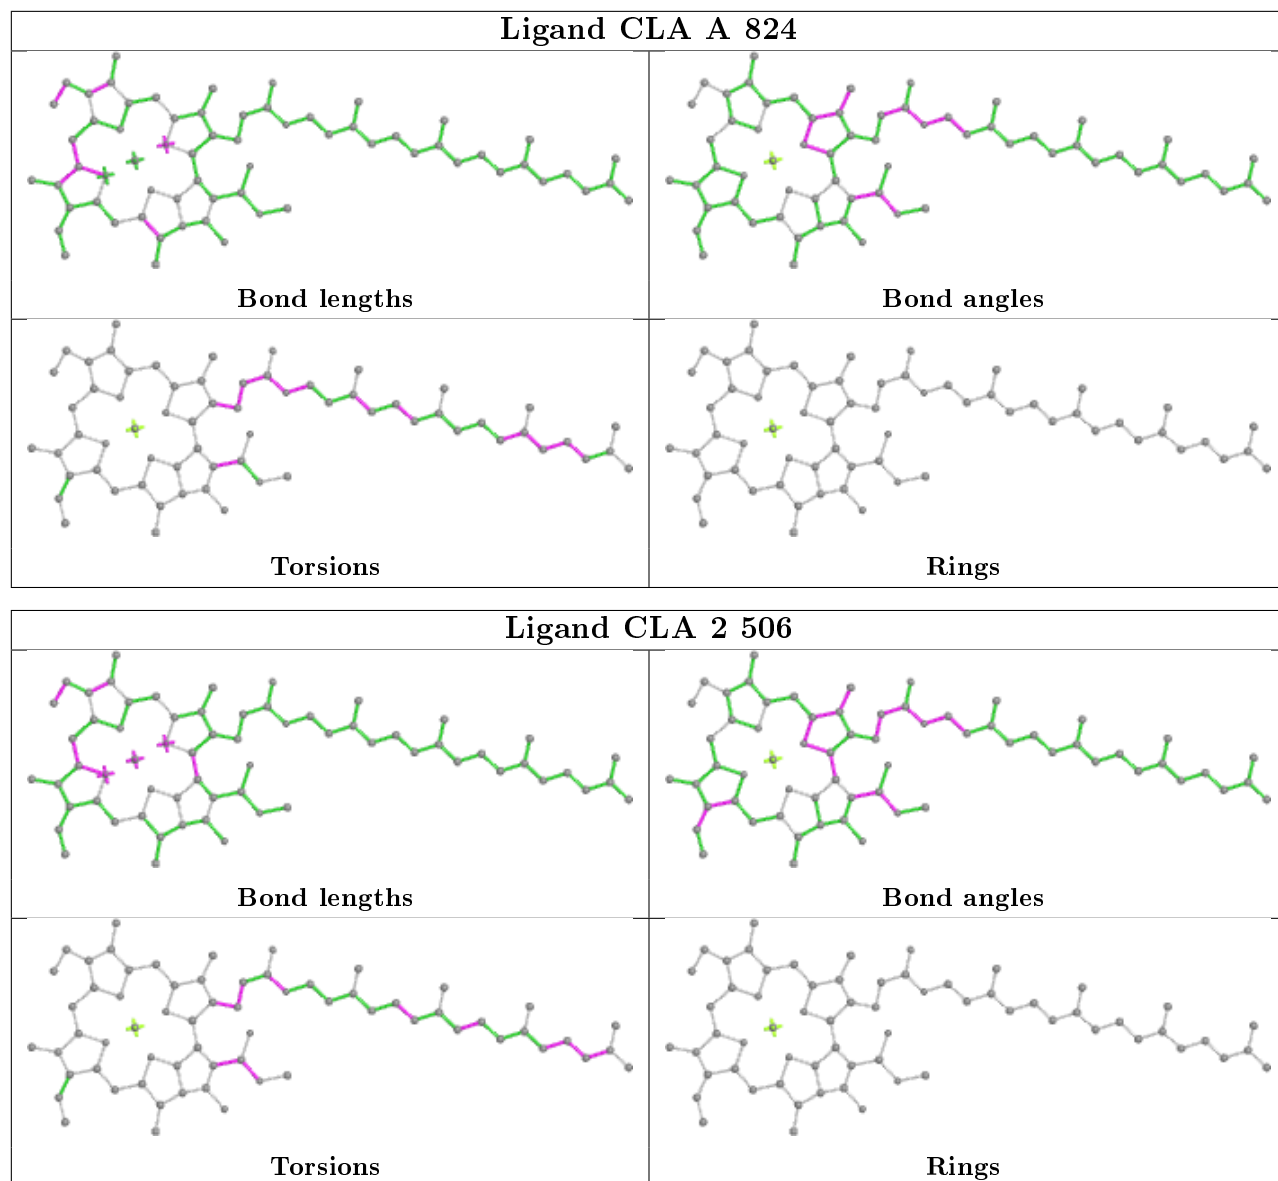 Ligand CLA A 824
Bond lengths
Bond angles
Torsions
Rings
Ligand CLA 2 506
Bond lengths
Bond angles
Torsions
Rings